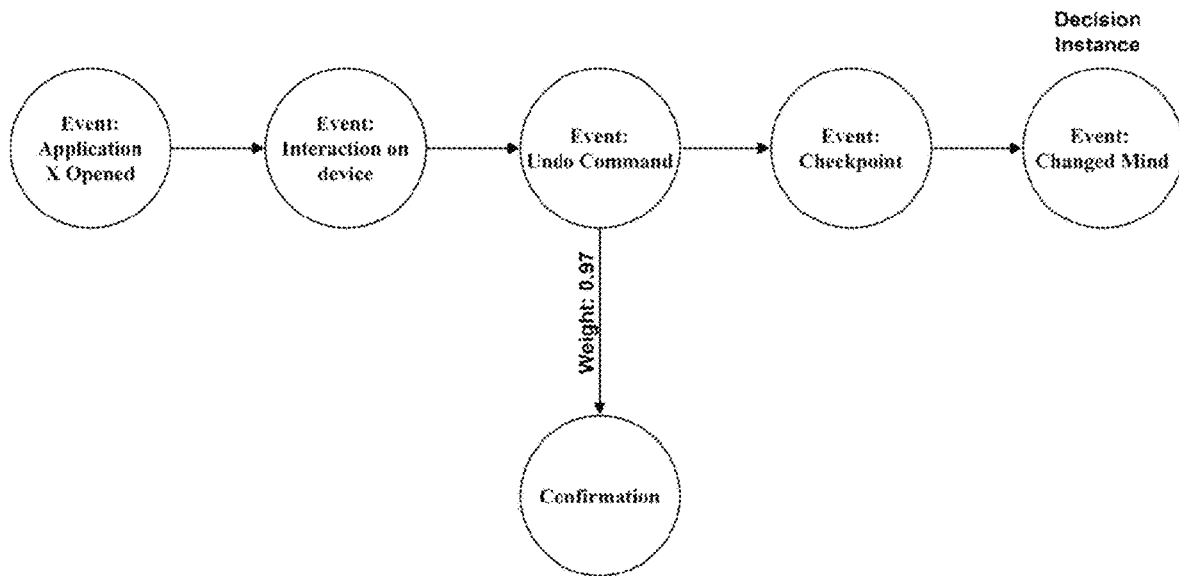 Decision
Instance
Event:
Application
X Opened
Event:
Interaction on
device
Event:
Undo Command
Event:
Checkpoint
Event:
Changed Mind
Weight: 0.97
Confirmation